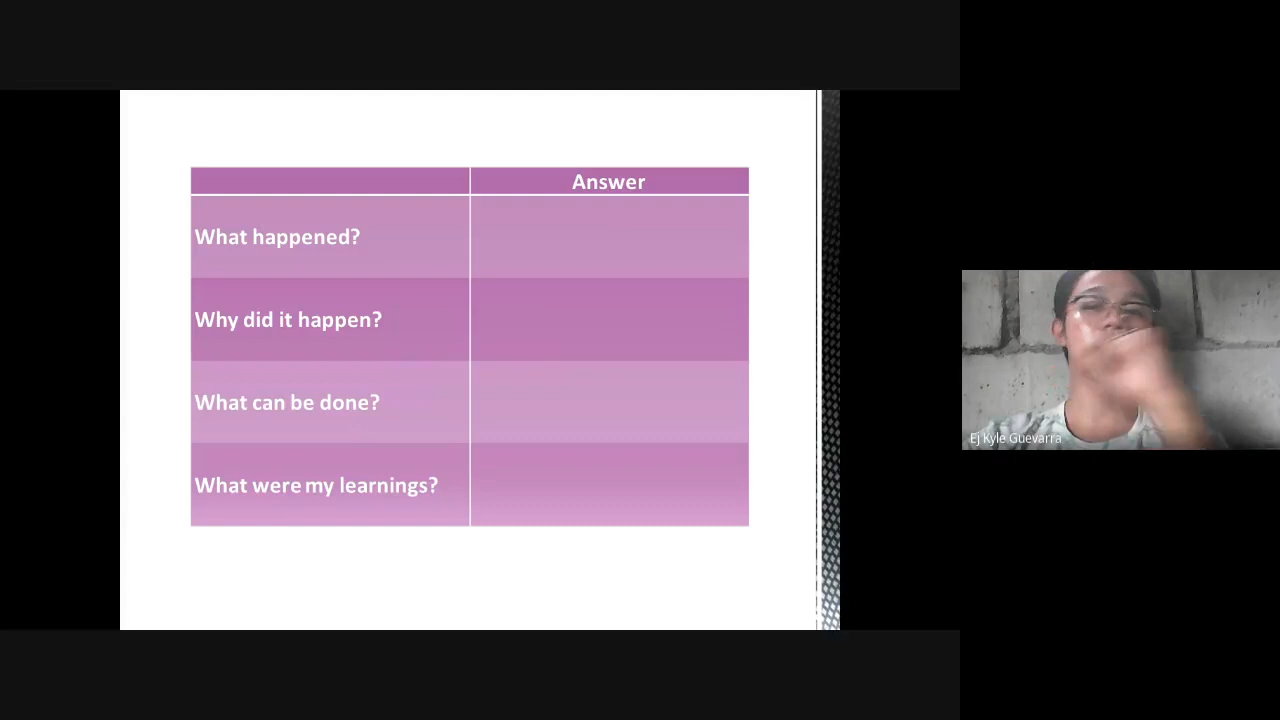 Answer
What happened?
Why did it happen?
What can be done?
What were my learnings?
Ej Kyle Guevarra